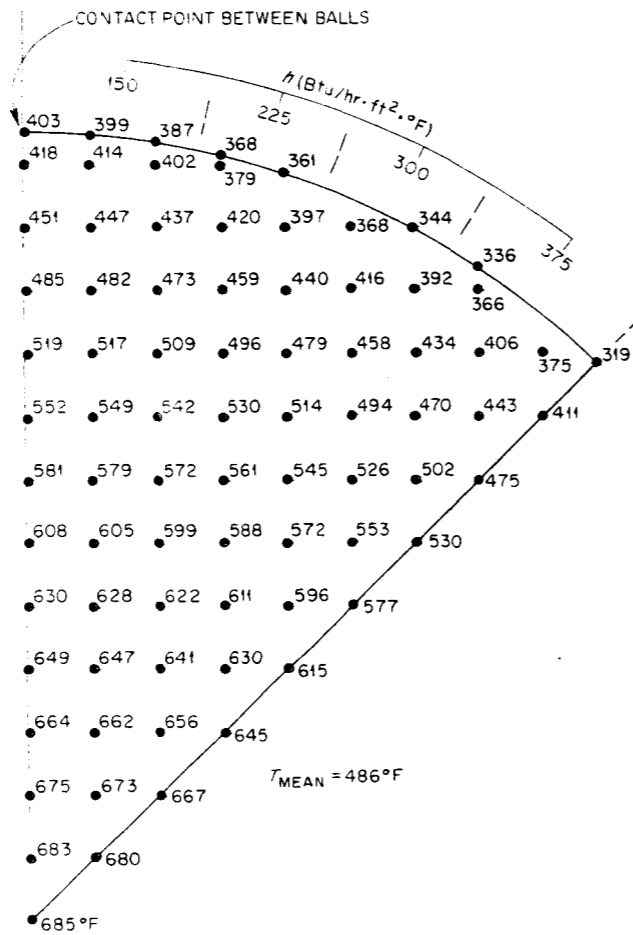 CONTACT POINT BETWEEN BALLS
h (Btu/hr·ft²·°F)
150 225 300 375
403 399 387 368 361 344 336 319
418 414 402 379
451 447 437 420 397 368
485 482 473 459 440 416 392 366
519 517 509 496 479 458 434 406 375
552 549 542 530 514 494 470 443 411
581 579 572 561 545 526 502 475
608 605 599 588 572 553 530
630 628 622 611 596 577
649 647 641 630 615
664 662 656 645
675 673 667
T MEAN = 486°F
683 680
685°F